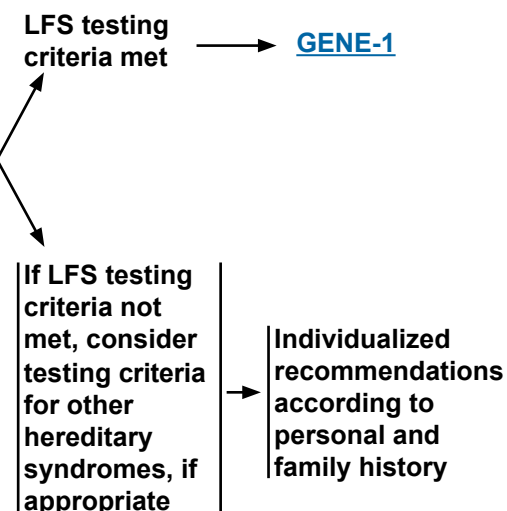 LFS testing
criteria met
GENE-1
If LFS testing
criteria not
met, consider
testing criteria
for other
hereditary
syndromes, if
appropriate
Individualized
recommendations
according to
personal and
family history